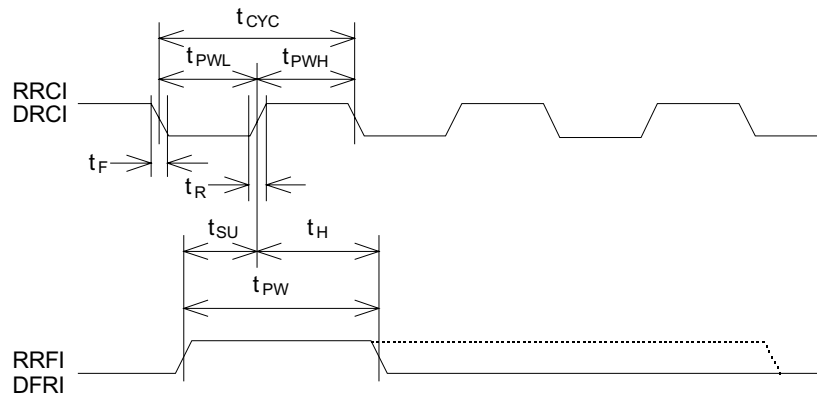 tCYC
tPWL tPWH
RRCI
DRCI
tF
tR
tSU tH
tPW
RRFI
DFRI